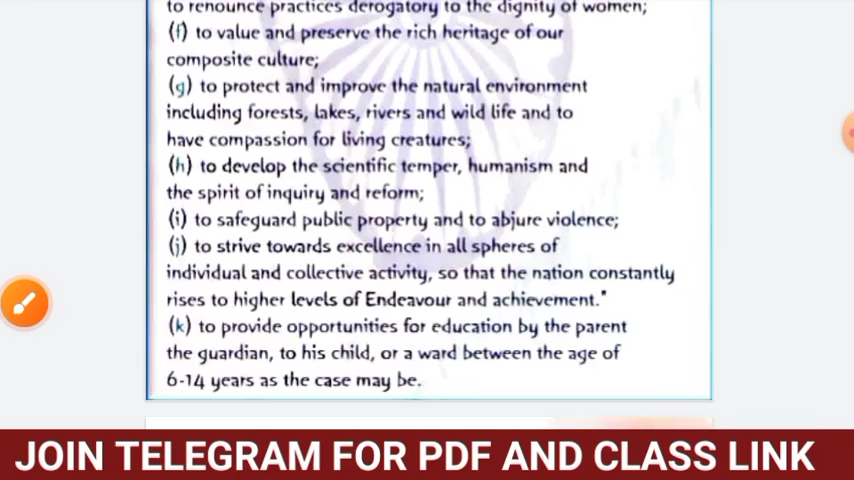 to renounce practices derogatory to the dignity of women;
(f) to value and preserve the rich heritage of our
composite culture;
(g) to protect and improve the natural environment
including forests, lakes, rivers and wild life and to
have compassion for living creatures;
(h) to develop the scientific temper, humanism and
the spirit of inquiry and reform;
(i) to safeguard public property and to abjure violence;
(j) to strive towards excellence in all spheres of
individual and collective activity, so that the nation constantly
rises to higher levels of Endeavour and achievement."
(k) to provide opportunities for education by the parent
the guardian, to his child, or a ward between the age of
6-14 years as the case may be.
JOIN TELEGRAM FOR PDF AND CLASS LINK